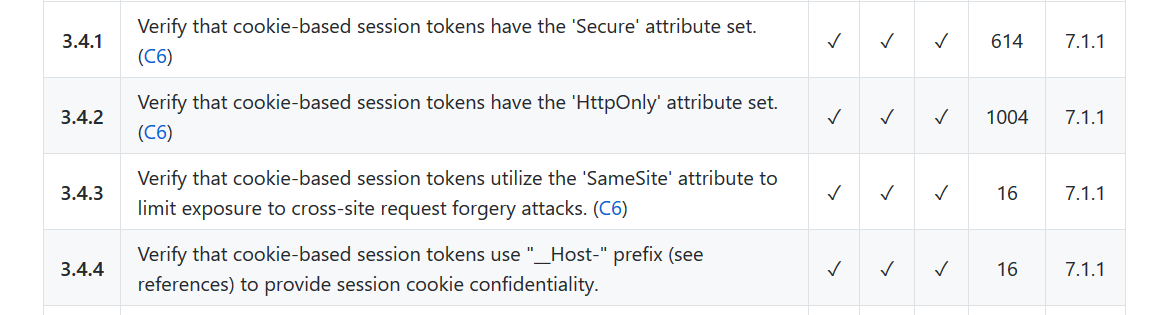 3.4.1 Verify that cookie-based session tokens have the 'Secure' attribute set. ✓ ✓ ✓ 614 7.1.1
(C6)
3.4.2 Verify that cookie-based session tokens have the 'HttpOnly' attribute set. ✓ ✓ ✓ 1004 7.1.1
(C6)
3.4.3 Verify that cookie-based session tokens utilize the 'SameSite' attribute to ✓ ✓ ✓ 16 7.1.1
limit exposure to cross-site request forgery attacks. (C6)
3.4.4 Verify that cookie-based session tokens use "__Host-" prefix (see ✓ ✓ ✓ 16 7.1.1
references) to provide session cookie confidentiality.